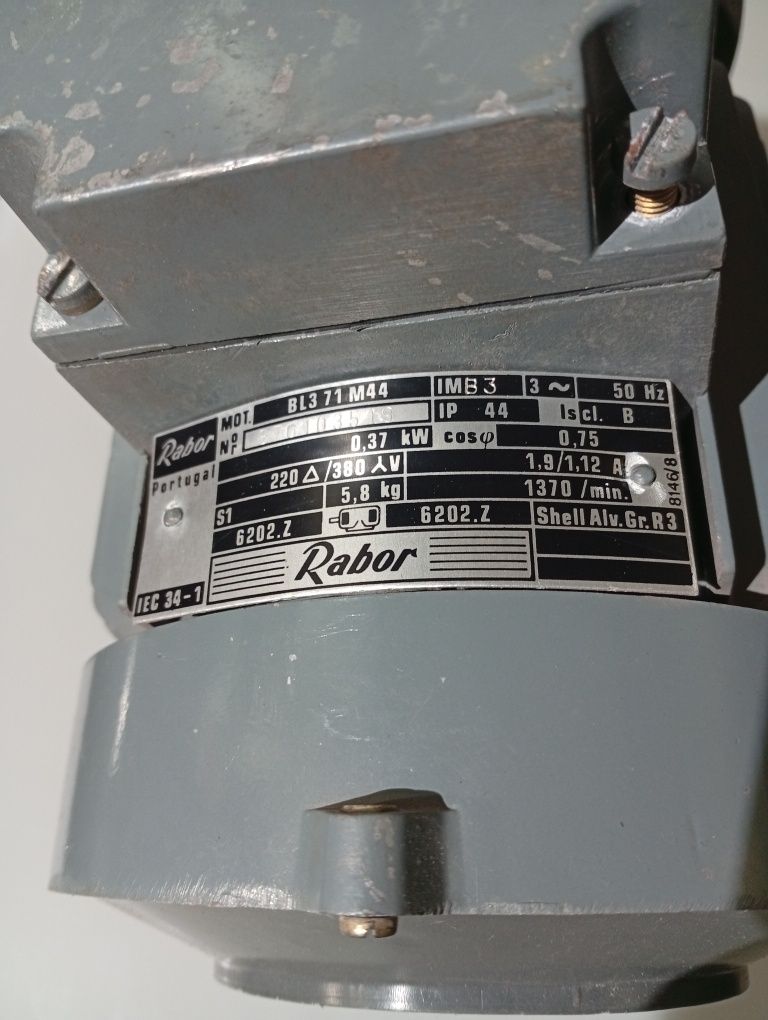 MOT. BL3 71 M44 IM B3 3 ~ 50 Hz
Rabor
Portugal
Nº IP 44 Iscl. B
0,37 kW cosφ 0,75
220 Δ/380 ⅄ V 1,9/1,12 A
S1 5,8 kg 1370 /min.
6202.Z 6202.Z Shell Alv.Gr.R3
Rabor
IEC 34-1
8146/8